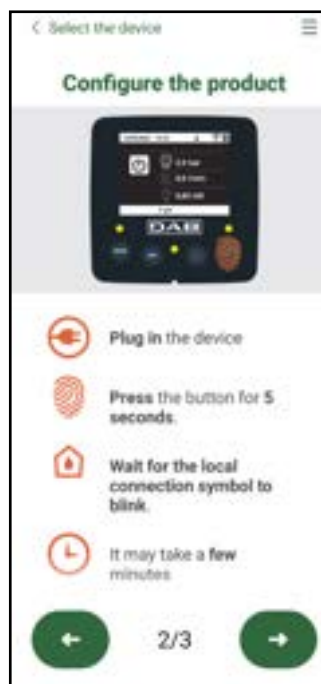 Select the device
Configure the product
DAB
Plug in the device
Press the button for 5
seconds.
Wait for the local
connection symbol to
blink.
It may take a few
minutes
2/3